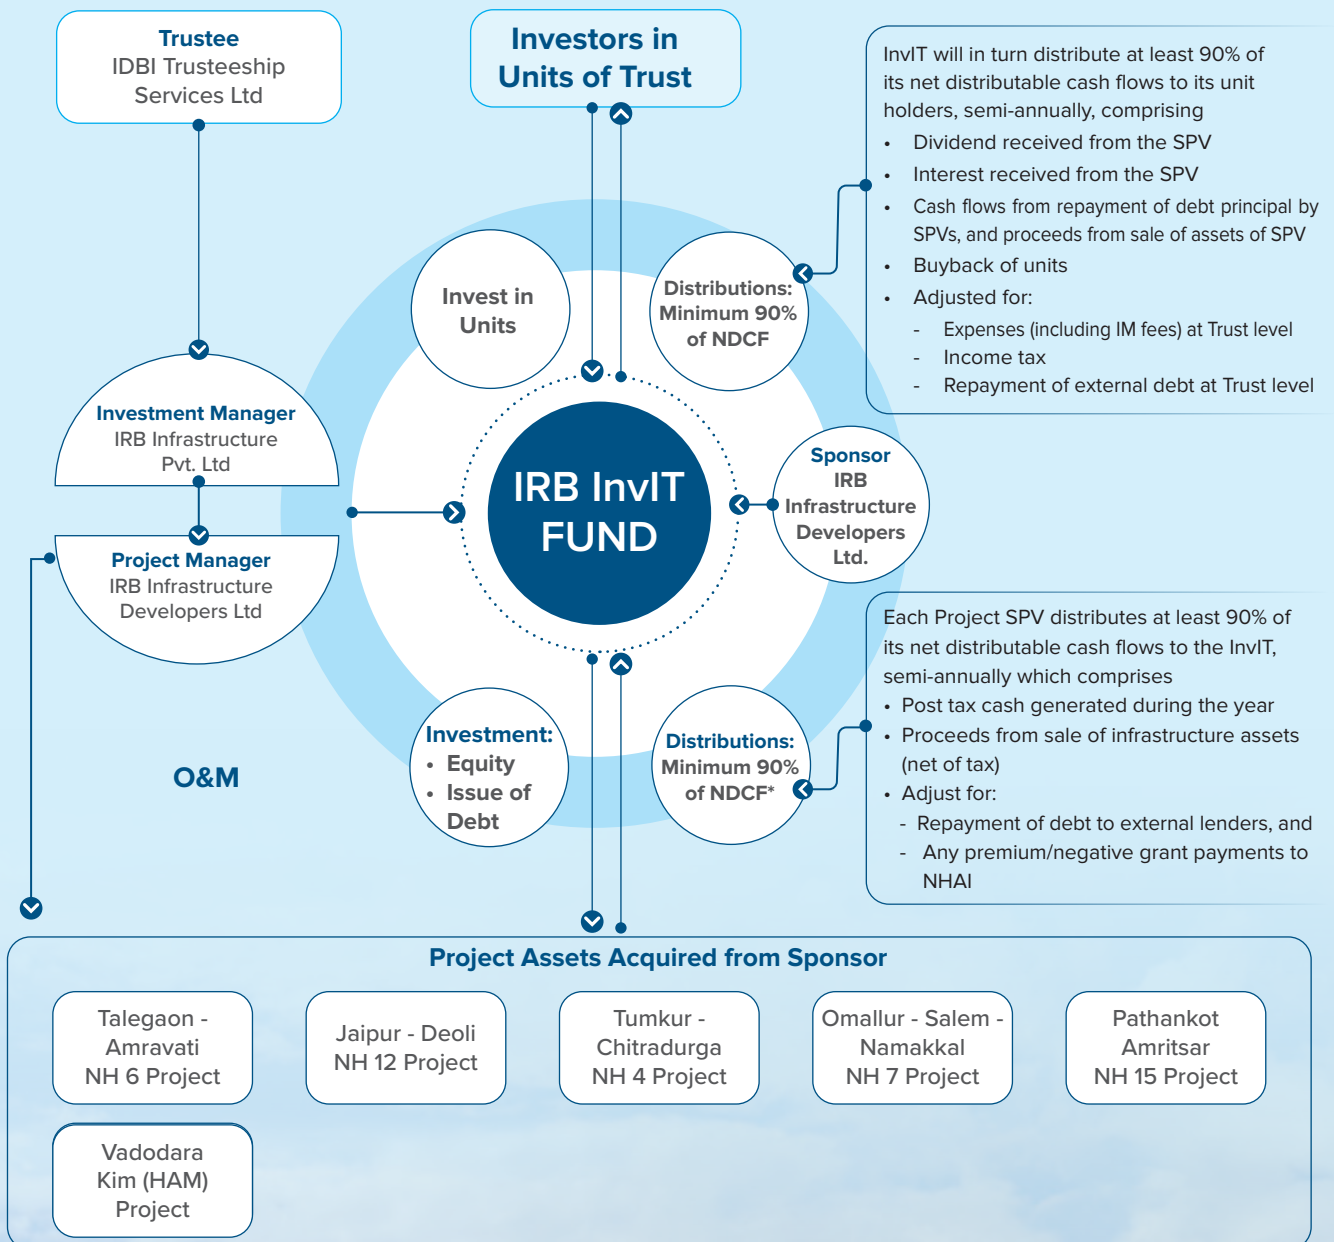 Trustee
IDBI Trusteeship
Services Ltd
Investors in
Units of Trust
InvIT will in turn distribute at least 90% of
its net distributable cash flows to its unit
holders, semi-annually, comprising
• Dividend received from the SPV
• Interest received from the SPV
• Cash flows from repayment of debt principal by
SPVs, and proceeds from sale of assets of SPV
• Buyback of units
• Adjusted for:
- Expenses (including IM fees) at Trust level
- Income tax
- Repayment of external debt at Trust level
Invest in
Units
Distributions:
Minimum 90%
of NDCF
Investment Manager
IRB Infrastructure
Pvt. Ltd
IRB InvIT
FUND
Sponsor
IRB
Infrastructure
Developers
Ltd.
Project Manager
IRB Infrastructure
Developers Ltd
Each Project SPV distributes at least 90% of
its net distributable cash flows to the InvIT,
semi-annually which comprises
• Post tax cash generated during the year
• Proceeds from sale of infrastructure assets
(net of tax)
• Adjust for:
- Repayment of debt to external lenders, and
- Any premium/negative grant payments to
NHAI
O&M
Investment:
• Equity
• Issue of
Debt
Distributions:
Minimum 90%
of NDCF*
Project Assets Acquired from Sponsor
Talegaon -
Amravati
NH 6 Project
Jaipur - Deoli
NH 12 Project
Tumkur -
Chitradurga
NH 4 Project
Omallur - Salem -
Namakkal
NH 7 Project
Pathankot
Amritsar
NH 15 Project
Vadodara
Kim (HAM)
Project